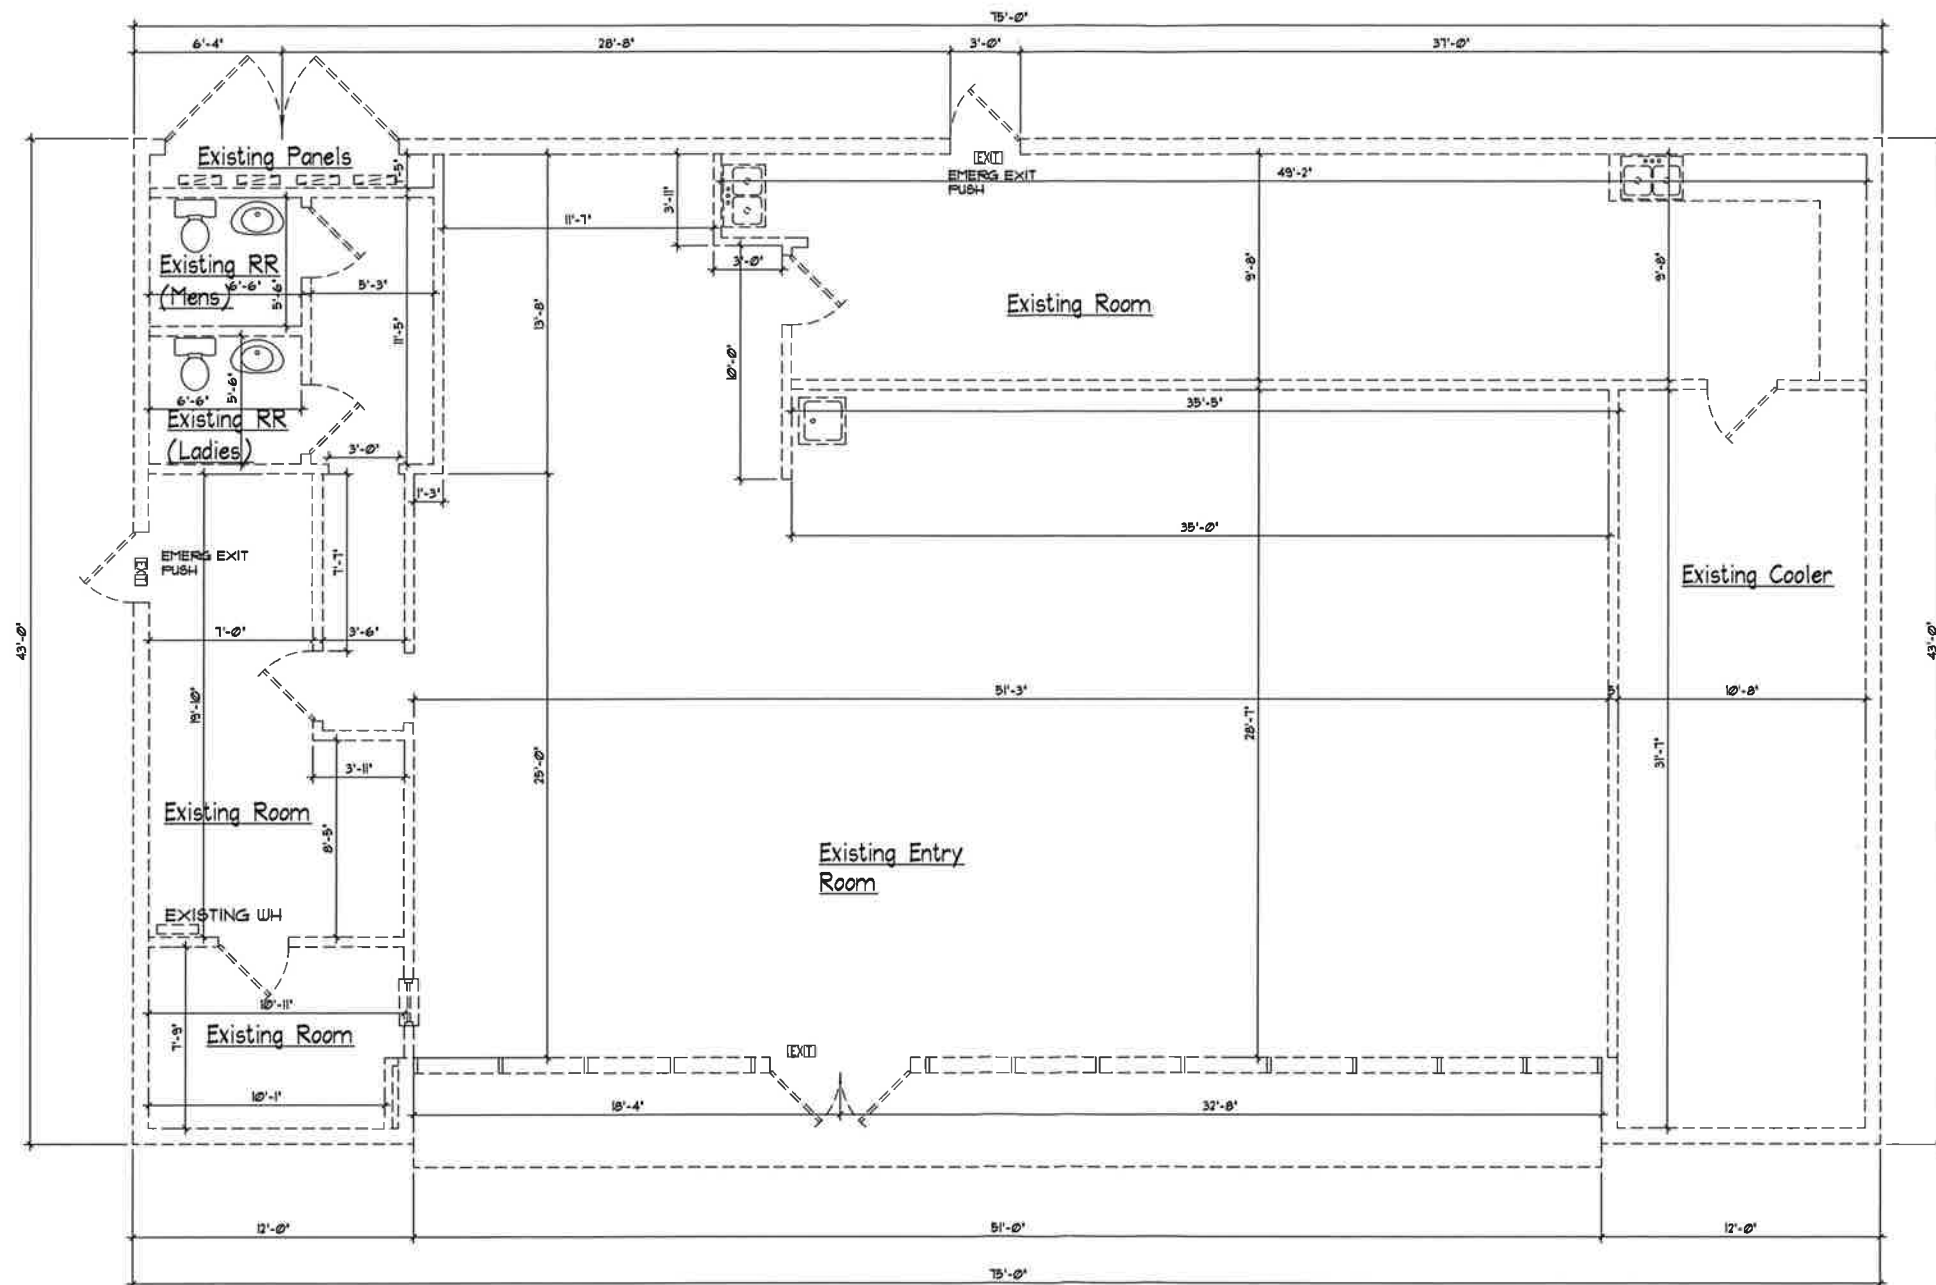 75'-0"
6'-4"
28'-8"
3'-0"
37'-0"
Existing Panels
1'-5"
EXIT
EMERG EXIT
PUSH
49'-2"
3'-11"
11'-7"
3'-0"
Existing RR
(Mens)
6'-6"
5'-6"
5'-3"
9'-8"
9'-8"
Existing Room
13'-8"
11'-5"
10'-0"
5'-6"
6'-6"
Existing RR
(Ladies)
35'-5"
3'-0"
1'-3"
35'-0"
EXIT
EMERG EXIT
PUSH
7'-7"
Existing Cooler
43'-0"
43'-0"
7'-0"
3'-6"
19'-10"
51'-3"
5"
10'-8"
28'-7"
31'-7"
25'-0"
3'-11"
Existing Room
8'-5"
Existing Entry
Room
EXISTING WH
10'-11"
Existing Room
7'-9"
EXIT
10'-1"
18'-4"
32'-8"
12'-0"
51'-0"
12'-0"
75'-0"